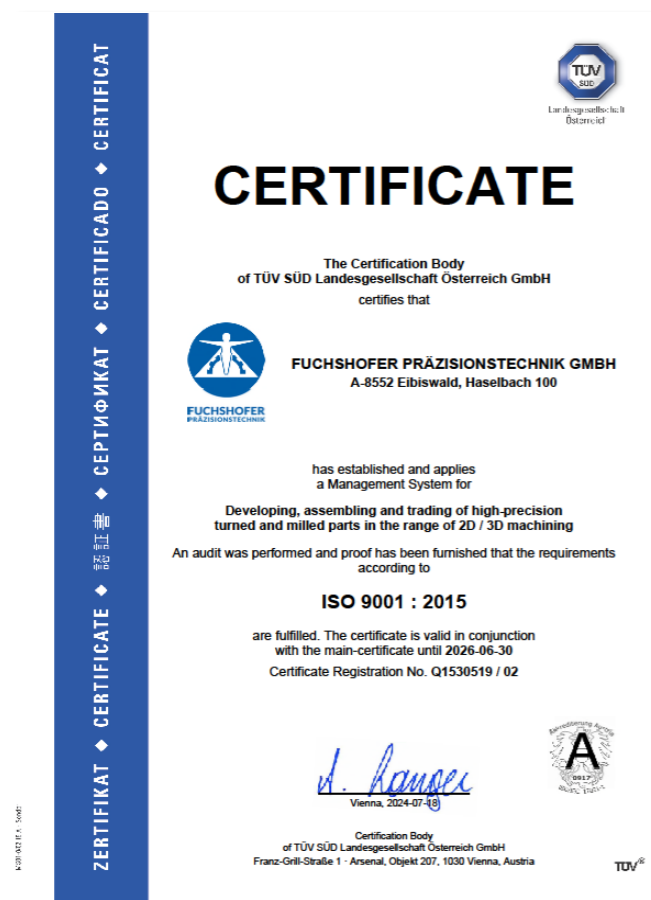 ZERTIFIKAT ◆ CERTIFICATE ◆ 認証書 ◆ СЕРТИФИКАТ ◆ CERTIFICADO ◆ CERTIFICAT
TÜV
SÜD
Landesgesellschaft
Österreich
CERTIFICATE
The Certification Body
of TÜV SÜD Landesgesellschaft Österreich GmbH
certifies that
FUCHSHOFER
PRÄZISIONSTECHNIK
FUCHSHOFER PRÄZISIONSTECHNIK GMBH
A-8552 Eibiswald, Haselbach 100
has established and applies
a Management System for
Developing, assembling and trading of high-precision
turned and milled parts in the range of 2D / 3D machining
An audit was performed and proof has been furnished that the requirements
according to
ISO 9001 : 2015
are fulfilled. The certificate is valid in conjunction
with the main-certificate until 2026-06-30
Certificate Registration No. Q1530519 / 02
Akkreditierung Austria
A
0917
Vienna, 2024-07-18
Certification Body
of TÜV SÜD Landesgesellschaft Österreich GmbH
Franz-Grill-Straße 1 · Arsenal, Objekt 207, 1030 Vienna, Austria
TÜV®